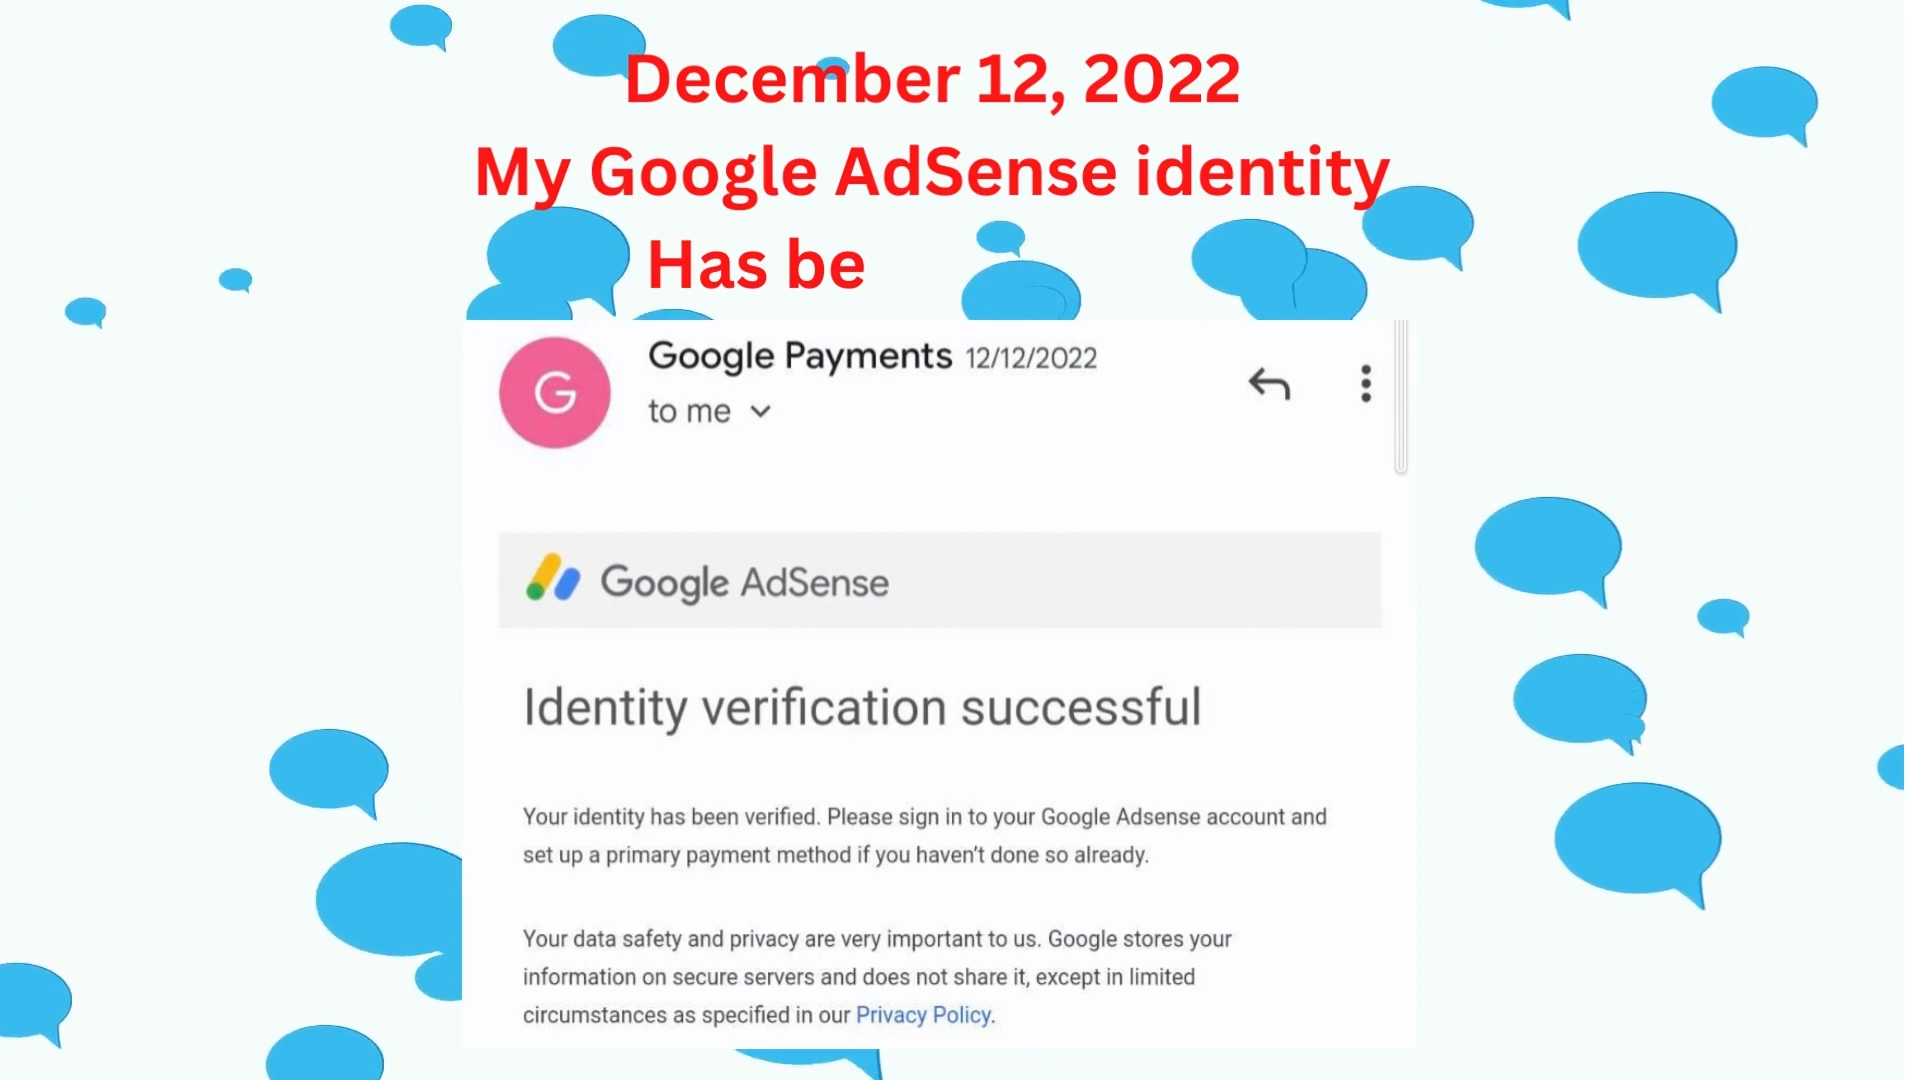 December 12, 2022
My Google AdSense identity
Has be
G
Google Payments 12/12/2022
to me
Google AdSense
Identity verification successful
Your identity has been verified. Please sign in to your Google Adsense account and
set up a primary payment method if you haven't done so already.
Your data safety and privacy are very important to us. Google stores your
information on secure servers and does not share it, except in limited
circumstances as specified in our Privacy Policy.